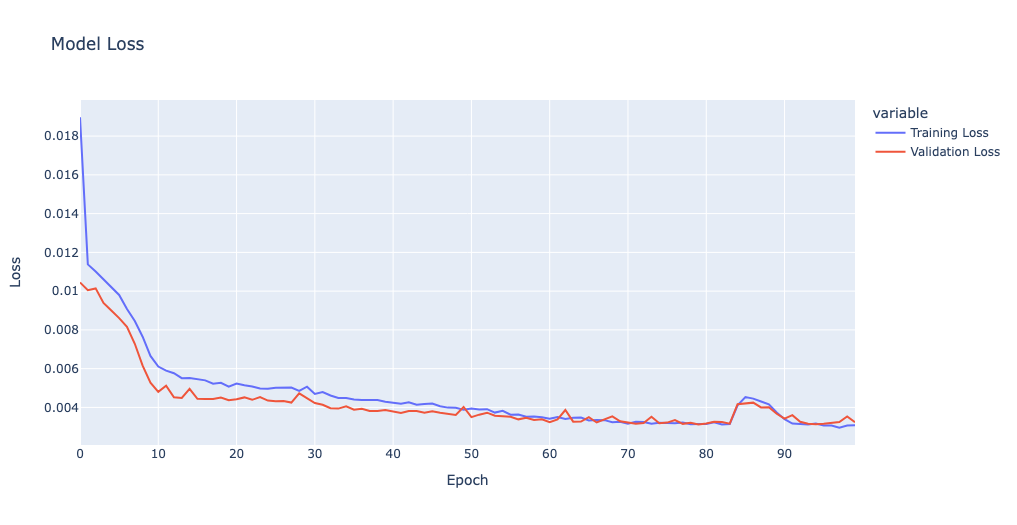 Model Loss
variable
Training Loss
Validation Loss
0.018
0.016
0.014
0.012
0.01
0.008
0.006
0.004
Loss
0 10 20 30 40 50 60 70 80 90
Epoch